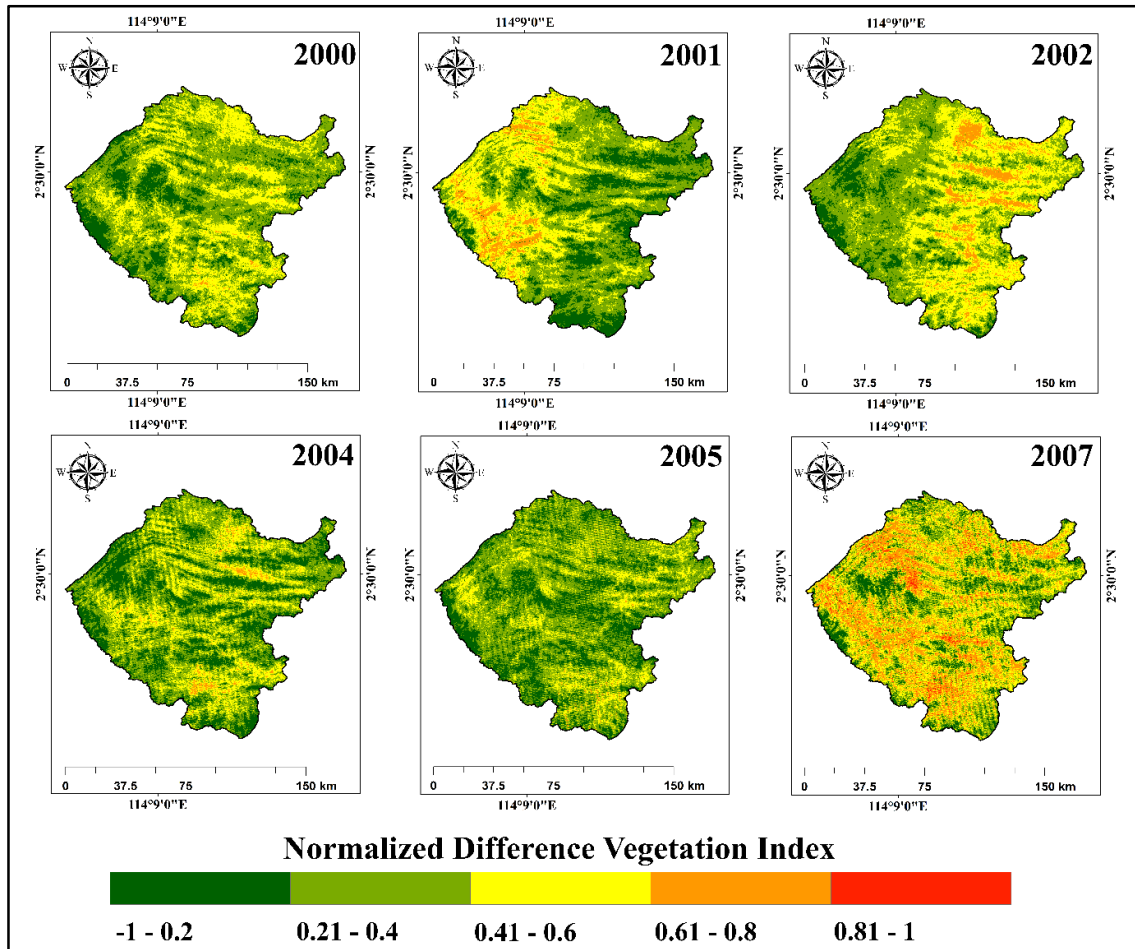 114°9'0"E 114°9'0"E 114°9'0"E
2000 2001 2002
N N N
W E W E W E
S S S
2°30'0"N 2°30'0"N 2°30'0"N 2°30'0"N 2°30'0"N 2°30'0"N
0 37.5 75 150 km 0 37.5 75 150 km 0 37.5 75 150 km
114°9'0"E 114°9'0"E 114°9'0"E
114°9'0"E 114°9'0"E 114°9'0"E
2004 2005 2007
N N N
W E W E W E
S S S
2°30'0"N 2°30'0"N 2°30'0"N 2°30'0"N 2°30'0"N 2°30'0"N
0 37.5 75 150 km 0 37.5 75 150 km 0 37.5 75 150 km
114°9'0"E 114°9'0"E 114°9'0"E
Normalized Difference Vegetation Index
-1 - 0.2 0.21 - 0.4 0.41 - 0.6 0.61 - 0.8 0.81 - 1